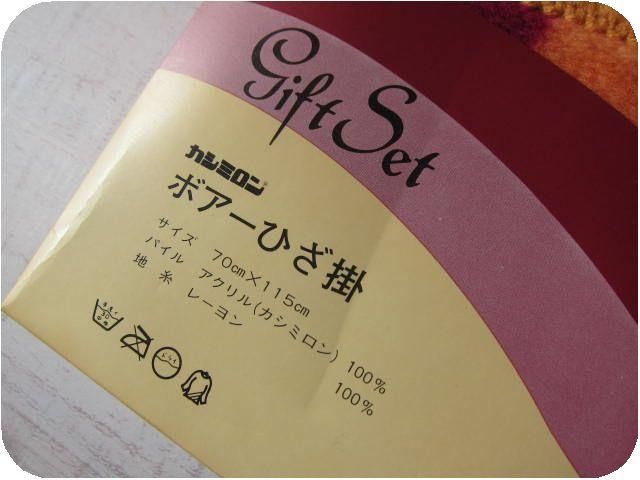 Gift Set
カシミロン®
ボアーひざ掛
サイズ 70cm×115cm
パイル アクリル(カシミロン) 100%
地糸 レーヨン 100%